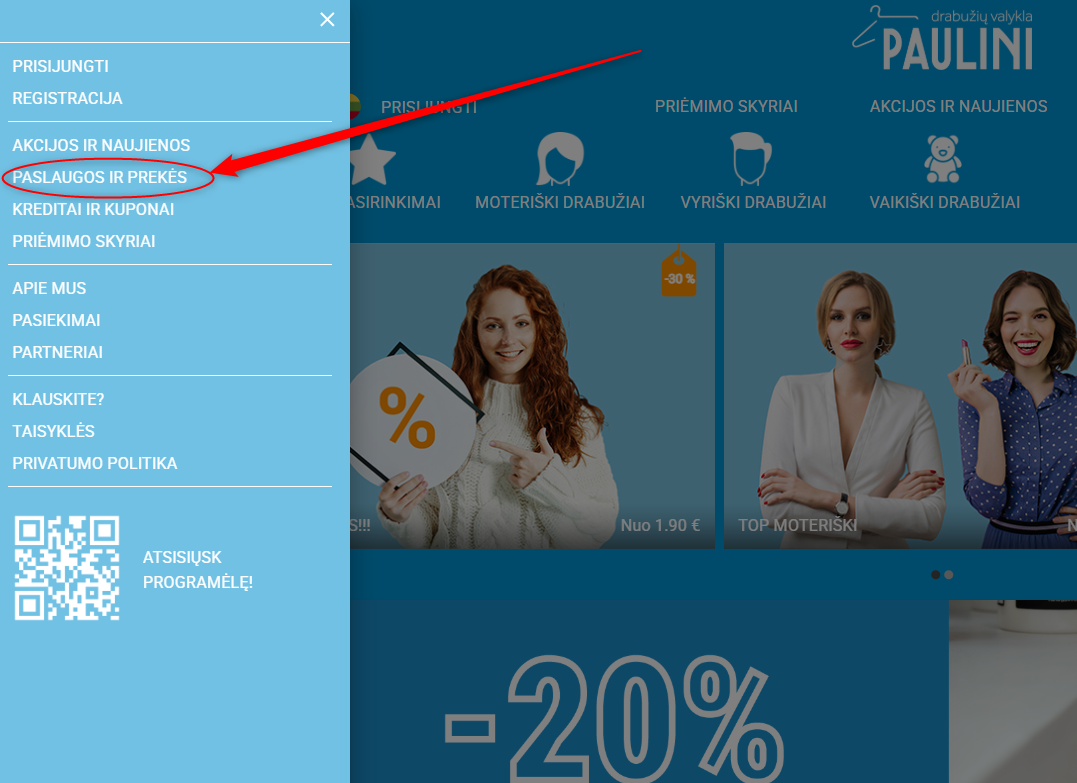 PRISIJUNGTI
REGISTRACIJA
AKCIJOS IR NAUJIENOS
PASLAUGOS IR PREKĖS
KREDITAI IR KUPONAI
PRIĖMIMO SKYRIAI
APIE MUS
PASIEKIMAI
PARTNERIAI
KLAUSKITE?
TAISYKLĖS
PRIVATUMO POLITIKA
ATSISIŲSK
PROGRAMĖLĘ!
drabužių valykla
PAULINI
PRISIJUNGTI PRIĖMIMO SKYRIAI AKCIJOS IR NAUJIENOS
ASIRINKIMAI MOTERIŠKI DRABUŽIAI VYRIŠKI DRABUŽIAI VAIKIŠKI DRABUŽIAI
-30 %
%
S!!! Nuo 1.90 € TOP MOTERIŠKI N
-20%